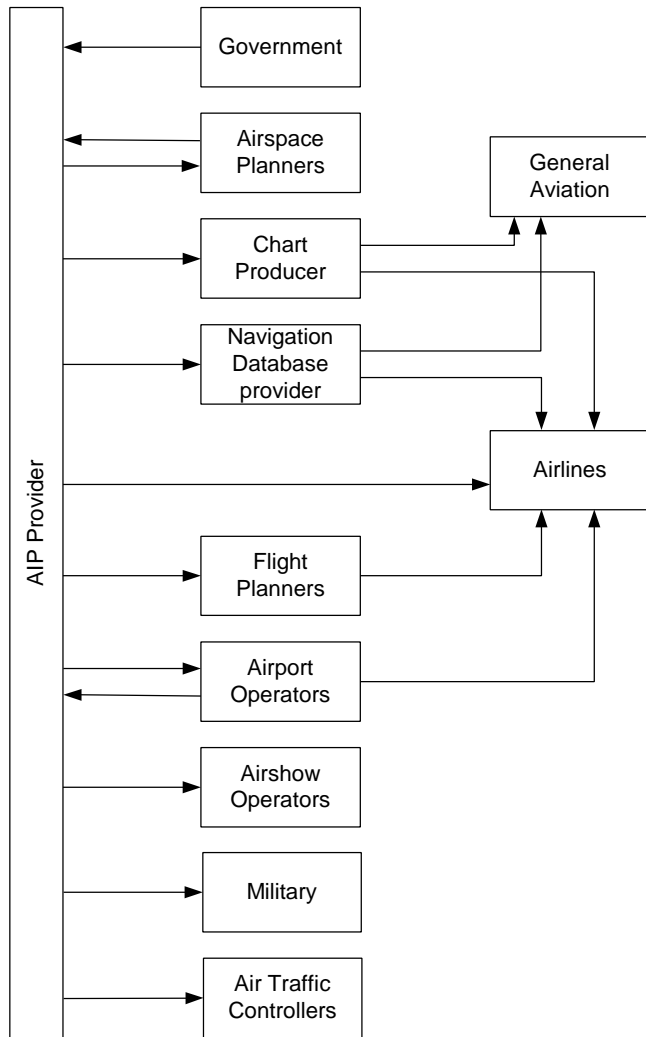 Government
Airspace
Planners
General
Aviation
Chart
Producer
Navigation
Database
provider
Airlines
AIP Provider
Flight
Planners
Airport
Operators
Airshow
Operators
Military
Air Traffic
Controllers